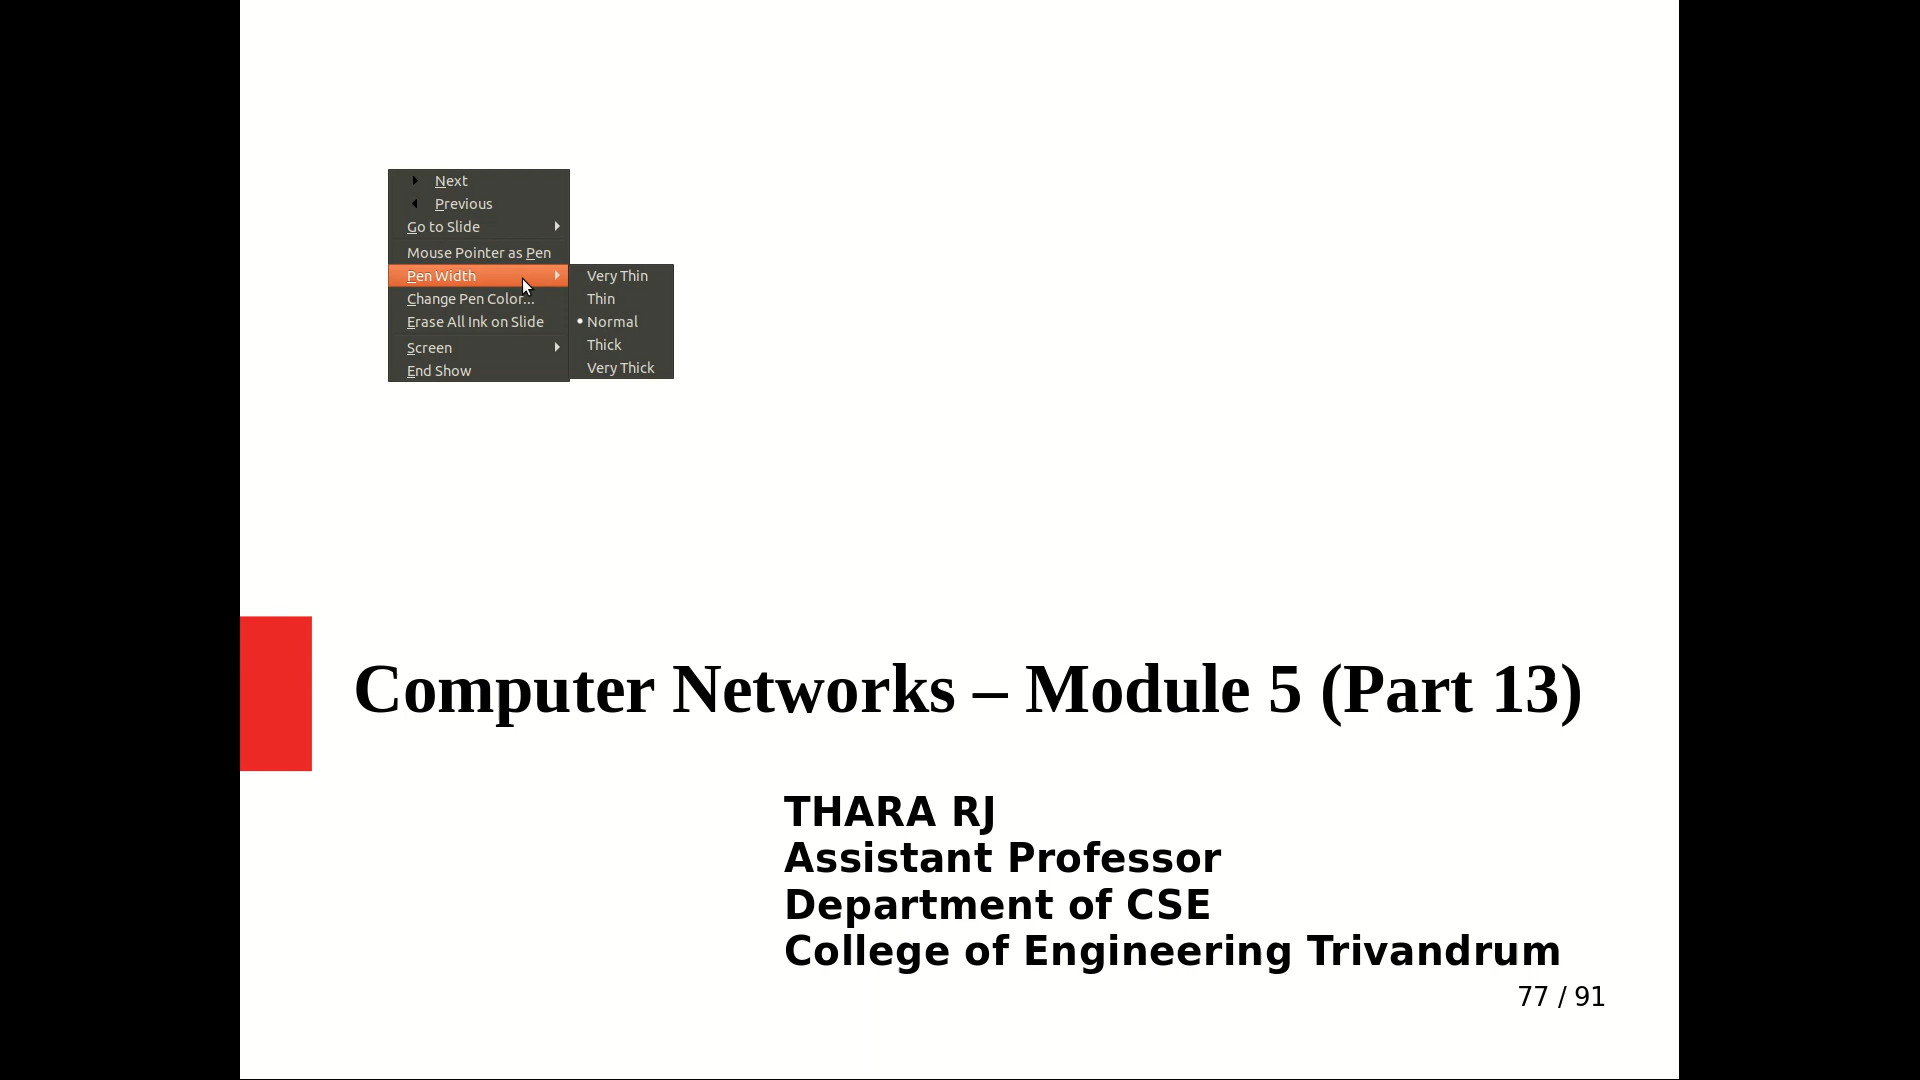 Next
Previous
Go to Slide
Mouse Pointer as Pen
Pen Width
Change Pen Color...
Erase All Ink on Slide
Screen
End Show
Very Thin
Thin
Normal
Thick
Very Thick
Computer Networks – Module 5 (Part 13)
THARA RJ
Assistant Professor
Department of CSE
College of Engineering Trivandrum
77 / 91